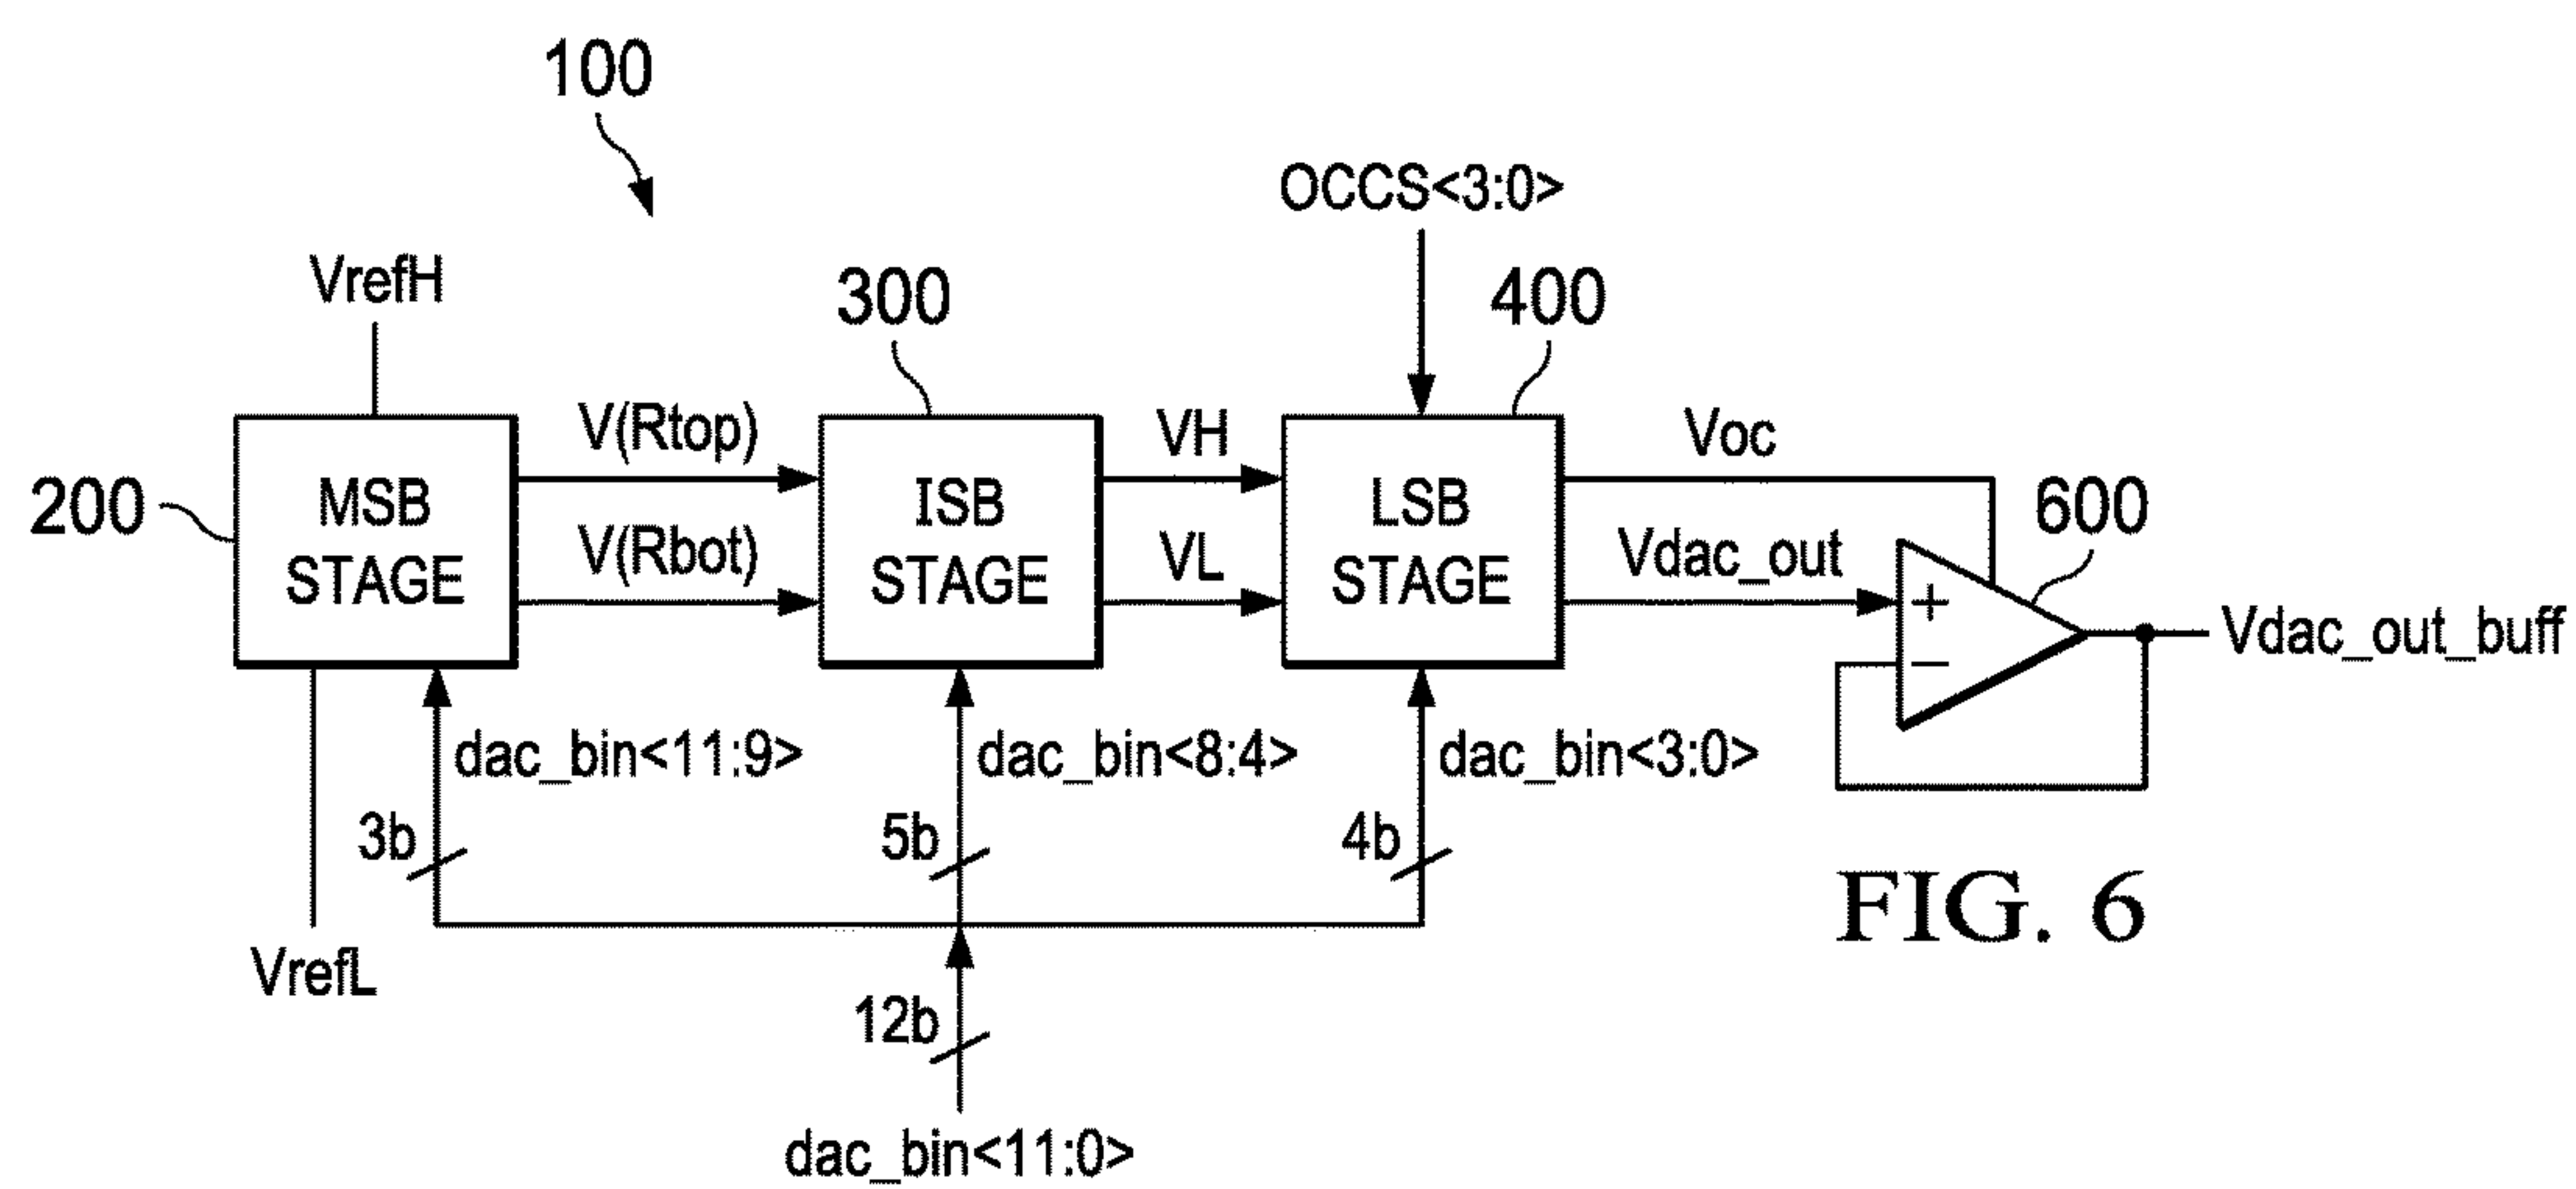 100
OCCS<3:0>
VrefH
300
400
V(Rtop)
VH
Voc
200
MSB
STAGE
ISB
STAGE
LSB
STAGE
600
V(Rbot)
VL
Vdac_out
+
−
Vdac_out_buff
dac_bin<11:9>
dac_bin<8:4>
dac_bin<3:0>
3b
5b
4b
FIG. 6
VrefL
12b
dac_bin<11:0>